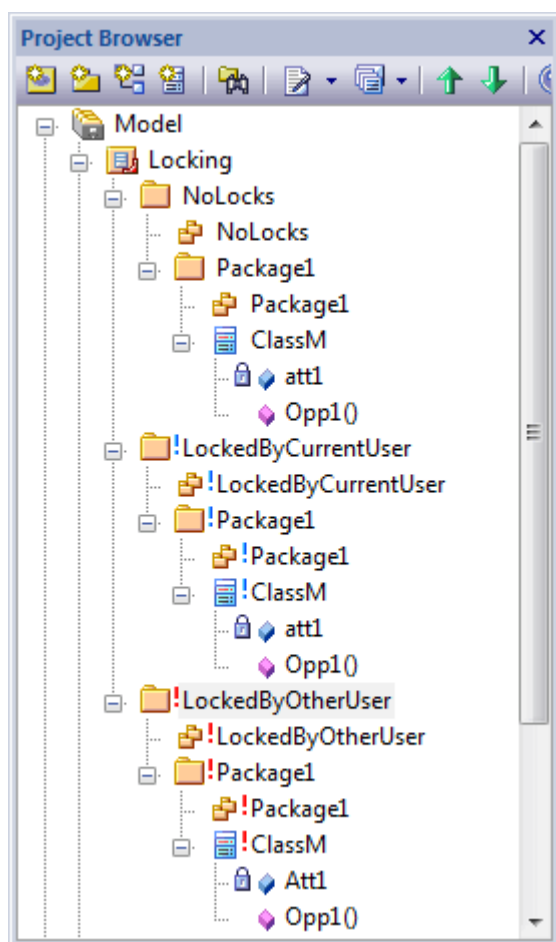 Project Browser
Model
Locking
NoLocks
NoLocks
Package1
Package1
ClassM
att1
Opp1()
!LockedByCurrentUser
!LockedByCurrentUser
!Package1
!Package1
!ClassM
att1
Opp1()
!LockedByOtherUser
!LockedByOtherUser
!Package1
!Package1
!ClassM
Att1
Opp1()